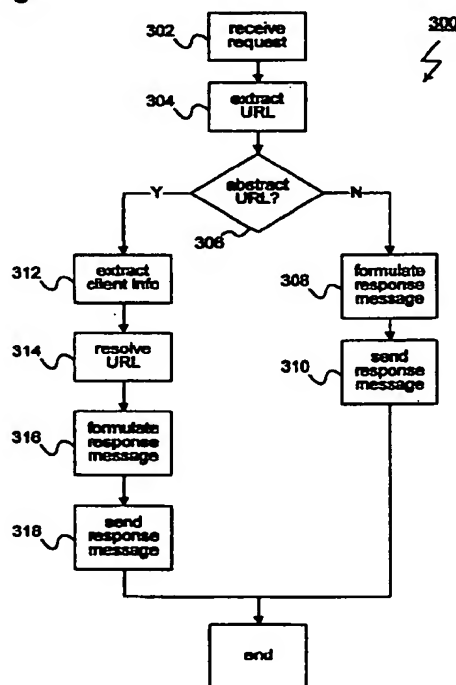 302
receive
request
300
304
extract
URL
abstract
URL?
Y
N
306
312
extract
client info
308
formulate
response
message
314
resolve
URL
310
send
response
message
316
formulate
response
message
318
send
response
message
end